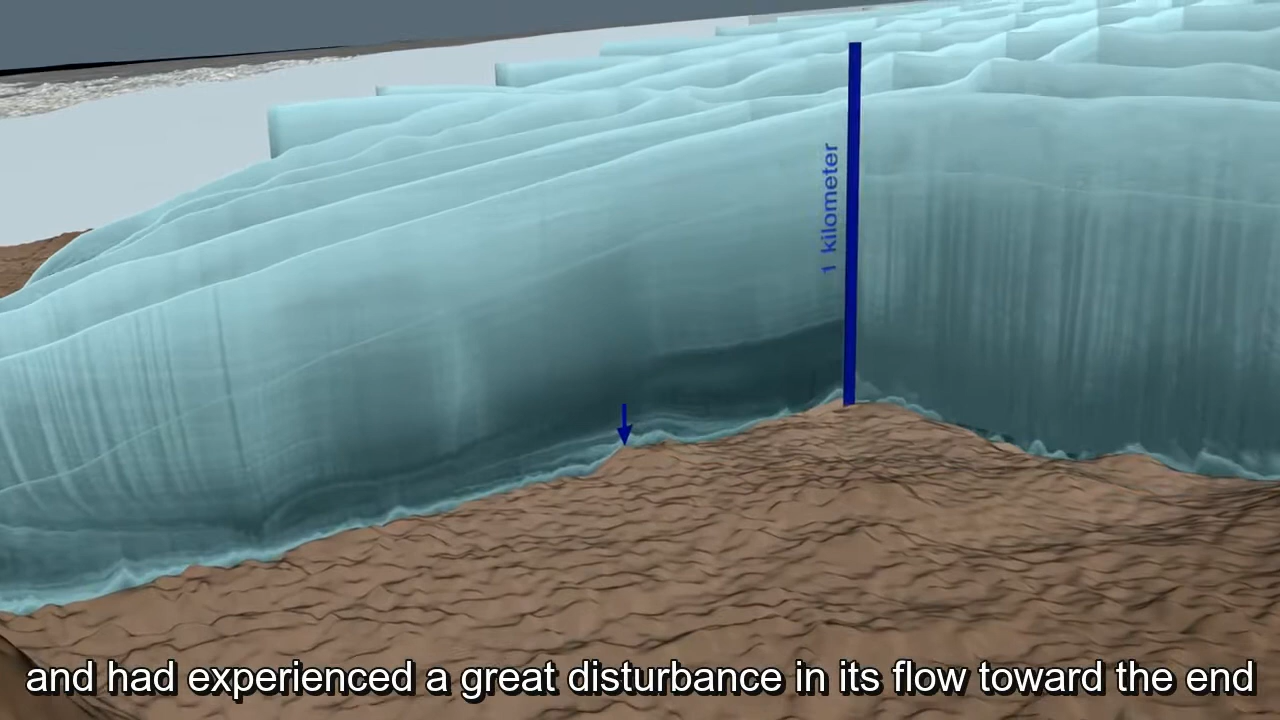 1 kilometer
and had experienced a great disturbance in its flow toward the end